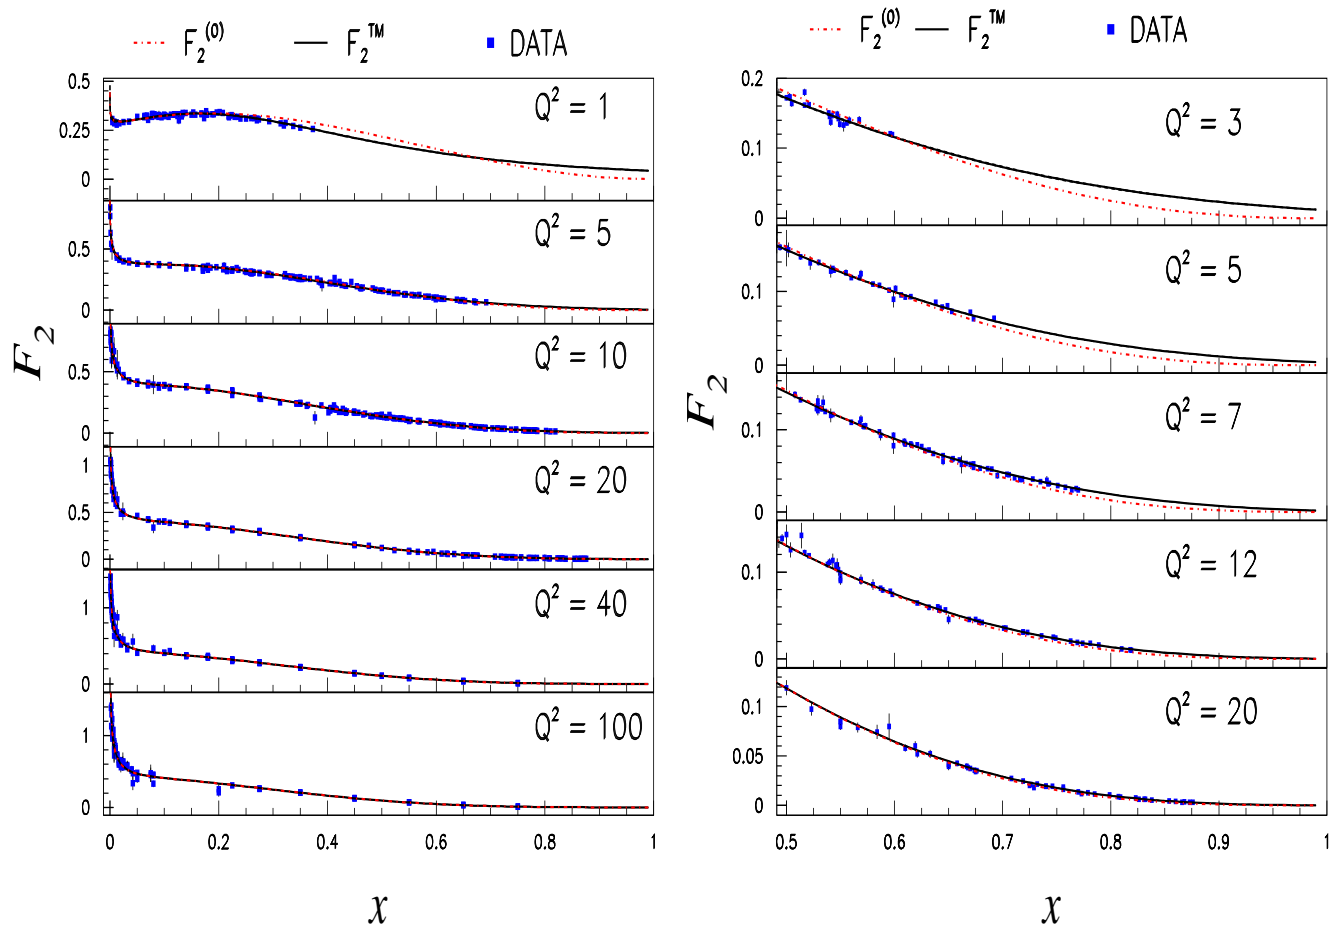 F₂⁽⁰⁾ F₂ᵀᴹ DATA
0.5
0.25
0
Q² = 1
0.5
0
Q² = 5
0.5
0
Q² = 10
1
0.5
0
Q² = 20
1
0
Q² = 40
1
0
Q² = 100
F₂
0 0.2 0.4 0.6 0.8 1
x
F₂⁽⁰⁾ F₂ᵀᴹ DATA
0.2
0.1
0
Q² = 3
0.1
0
Q² = 5
0.1
0
Q² = 7
0.1
0
Q² = 12
0.1
0.05
0
Q² = 20
F₂
0.5 0.6 0.7 0.8 0.9 1
x